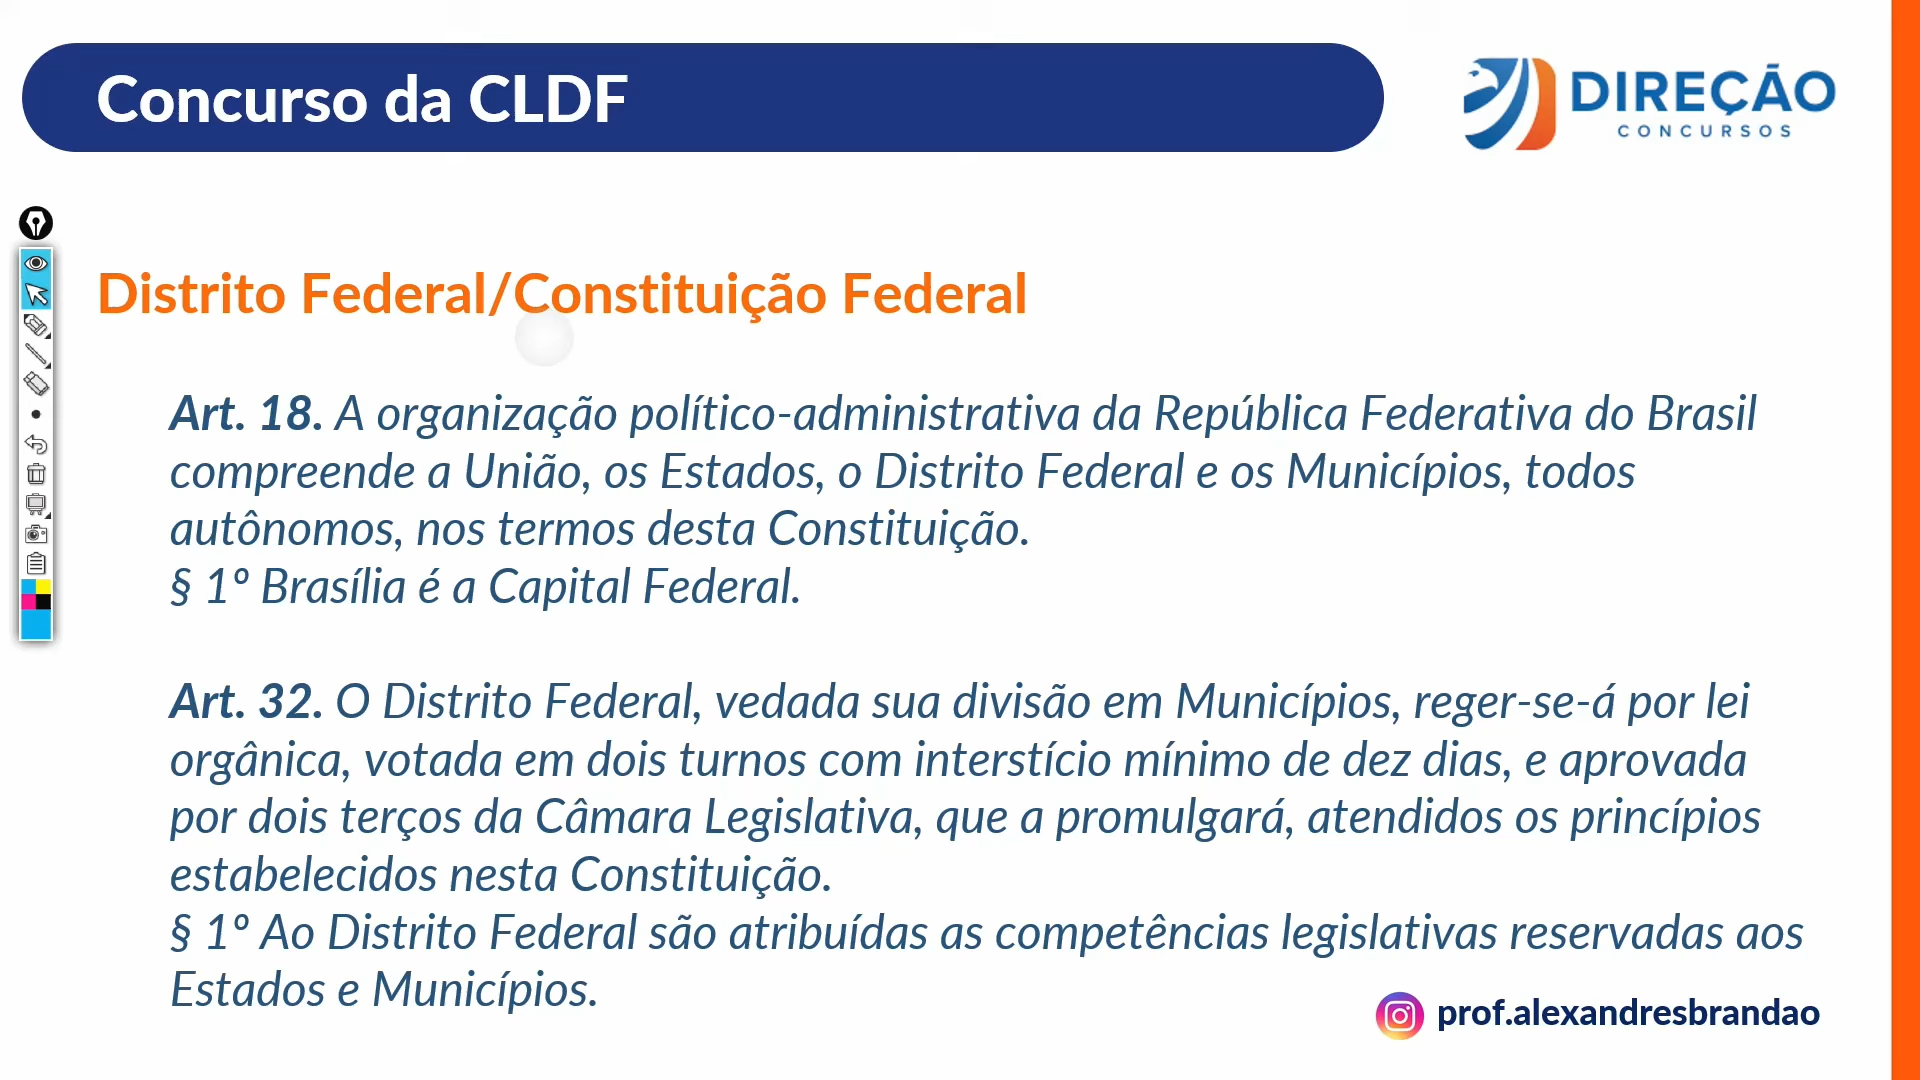 Concurso da CLDF
DIREÇÃO
CONCURSOS
Distrito Federal/Constituição Federal
Art. 18. A organização político-administrativa da República Federativa do Brasil
compreende a União, os Estados, o Distrito Federal e os Municípios, todos
autônomos, nos termos desta Constituição.
§ 1º Brasília é a Capital Federal.
Art. 32. O Distrito Federal, vedada sua divisão em Municípios, reger-se-á por lei
orgânica, votada em dois turnos com interstício mínimo de dez dias, e aprovada
por dois terços da Câmara Legislativa, que a promulgará, atendidos os princípios
estabelecidos nesta Constituição.
§ 1º Ao Distrito Federal são atribuídas as competências legislativas reservadas aos
Estados e Municípios.
prof.alexandresbrandao